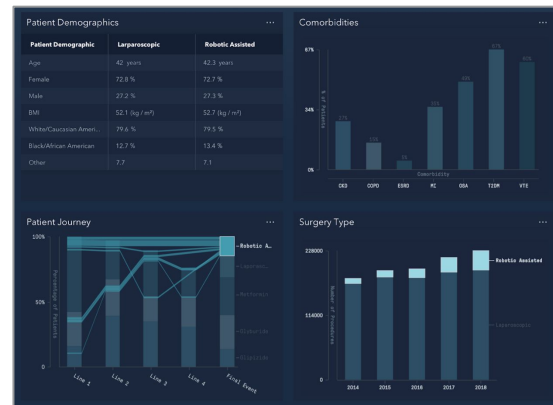 Patient Demographics
Patient Demographic Larparoscopic Robotic Assisted
Age 42 years 42.3 years
Female 72.8 % 72.7 %
Male 27.2 % 27.3 %
BMI 52.1 (kg / m²) 52.7 (kg / m²)
White/Caucasian Ameri... 79.6 % 79.5 %
Black/African American 12.7 % 13.4 %
Other 7.7 7.1
Comorbidities
67%
34%
0%
% of Patients
CKD COPD ESRD MI OSA T2DM VTE
Comorbidity
Patient Journey
100%
50%
0
Percentage of Patients
Robotic A…
Metformin
Line 1 Line 2 Line 3 Line 4 Final Event
Surgery Type
228000
114000
0
Number of Procedures
Robotic Assisted
Laparoscopic
2014 2015 2016 2017 2018